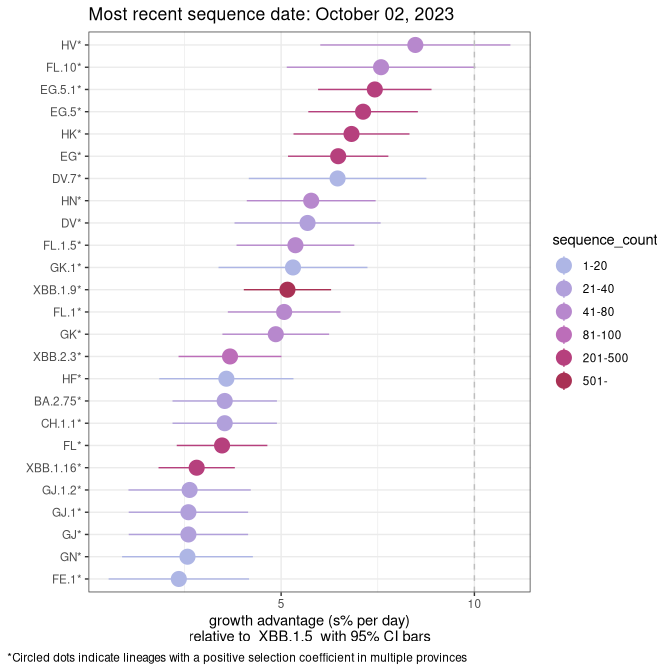 Most recent sequence date: October 02, 2023
HV*
FL.10*
EG.5.1*
EG.5*
HK*
EG*
DV.7*
HN*
DV*
FL.1.5*
GK.1*
XBB.1.9*
FL.1*
GK*
XBB.2.3*
HF*
BA.2.75*
CH.1.1*
FL*
XBB.1.16*
GJ.1.2*
GJ.1*
GJ*
GN*
FE.1*
5 10
growth advantage (s% per day)
relative to XBB.1.5 with 95% CI bars
sequence_count
1-20
21-40
41-80
81-100
201-500
501-
*Circled dots indicate lineages with a positive selection coefficient in multiple provinces